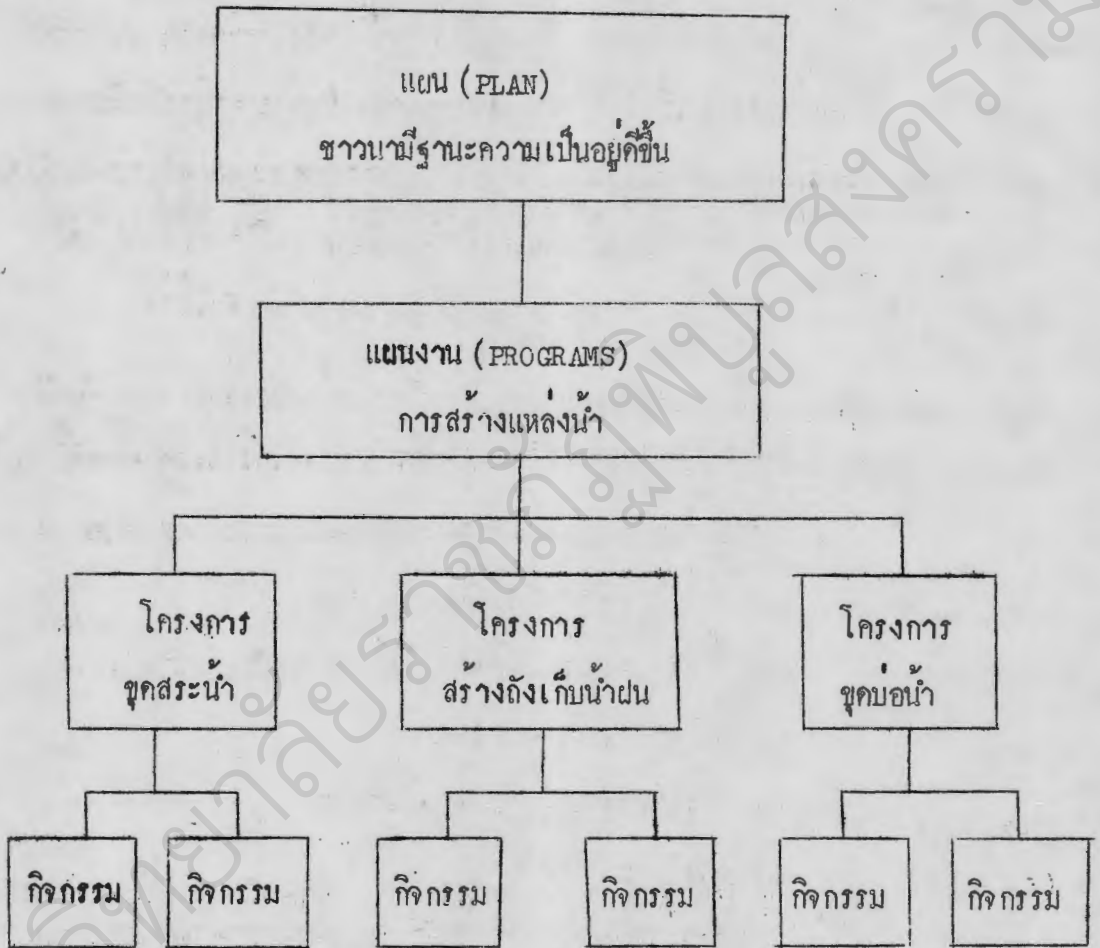 แผน (PLAN)
ชาวนามีฐานะความเป็นอยู่ดีขึ้น
แผนงาน (PROGRAMS)
การสร้างแหล่งน้ำ
โครงการ
ขุดสระน้ำ
โครงการ
สร้างถังเก็บน้ำฝน
โครงการ
ขุดบ่อน้ำ
กิจกรรม
กิจกรรม
กิจกรรม
กิจกรรม
กิจกรรม
กิจกรรม